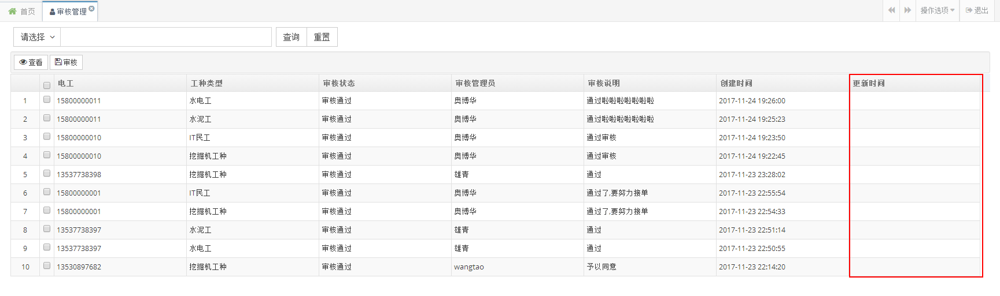 首页 审核管理 操作选项 退出
请选择 查询 重置
查看 审核
电工 工种类型 审核状态 审核管理员 审核说明 创建时间 更新时间
1 15800000011 水电工 审核通过 奥博华 通过啦啦啦啦啦啦啦 2017-11-24 19:26:00
2 15800000011 水泥工 审核通过 奥博华 通过啦啦啦啦啦啦啦 2017-11-24 19:25:23
3 15800000010 IT民工 审核通过 奥博华 通过审核 2017-11-24 19:23:50
4 15800000010 挖掘机工种 审核通过 奥博华 通过审核 2017-11-24 19:22:45
5 13537738398 挖掘机工种 审核通过 雄青 通过 2017-11-23 23:28:02
6 15800000001 IT民工 审核通过 奥博华 通过了,要努力接单 2017-11-23 22:55:54
7 15800000001 挖掘机工种 审核通过 奥博华 通过了,要努力接单 2017-11-23 22:54:33
8 13537738397 水泥工 审核通过 雄青 通过 2017-11-23 22:51:14
9 13537738397 水电工 审核通过 雄青 通过 2017-11-23 22:50:55
10 13530897682 挖掘机工种 审核通过 wangtao 予以同意 2017-11-23 22:14:20